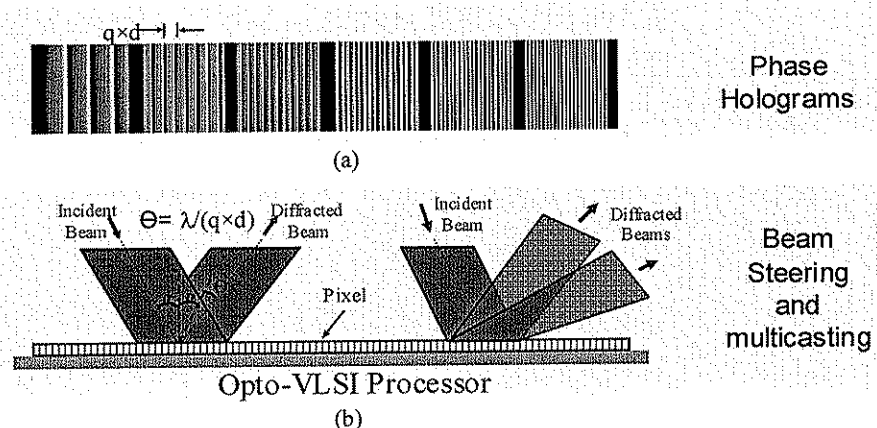 q×d
Phase
Holograms
(a)
Incident
Beam
Θ= λ/(q×d)
Diffracted
Beam
Θ
Incident
Beam
Diffracted
Beams
Pixel
Beam
Steering
and
multicasting
Opto-VLSI Processor
(b)